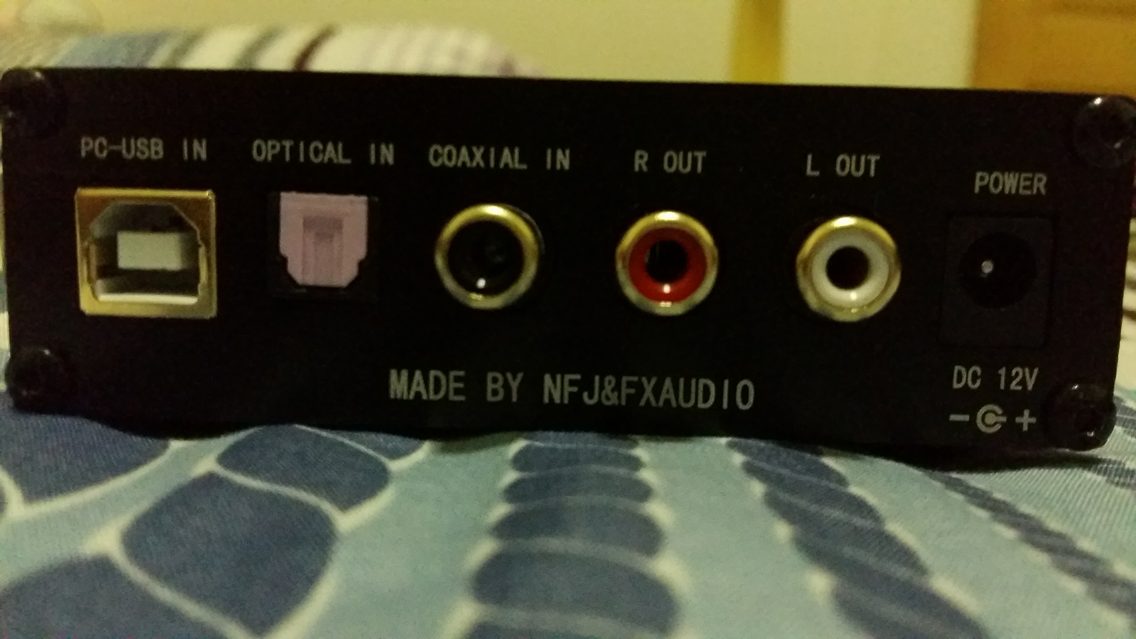 PC-USB IN
OPTICAL IN
COAXIAL IN
R OUT
L OUT
POWER
MADE BY NFJ&FXAUDIO
DC 12V
- +